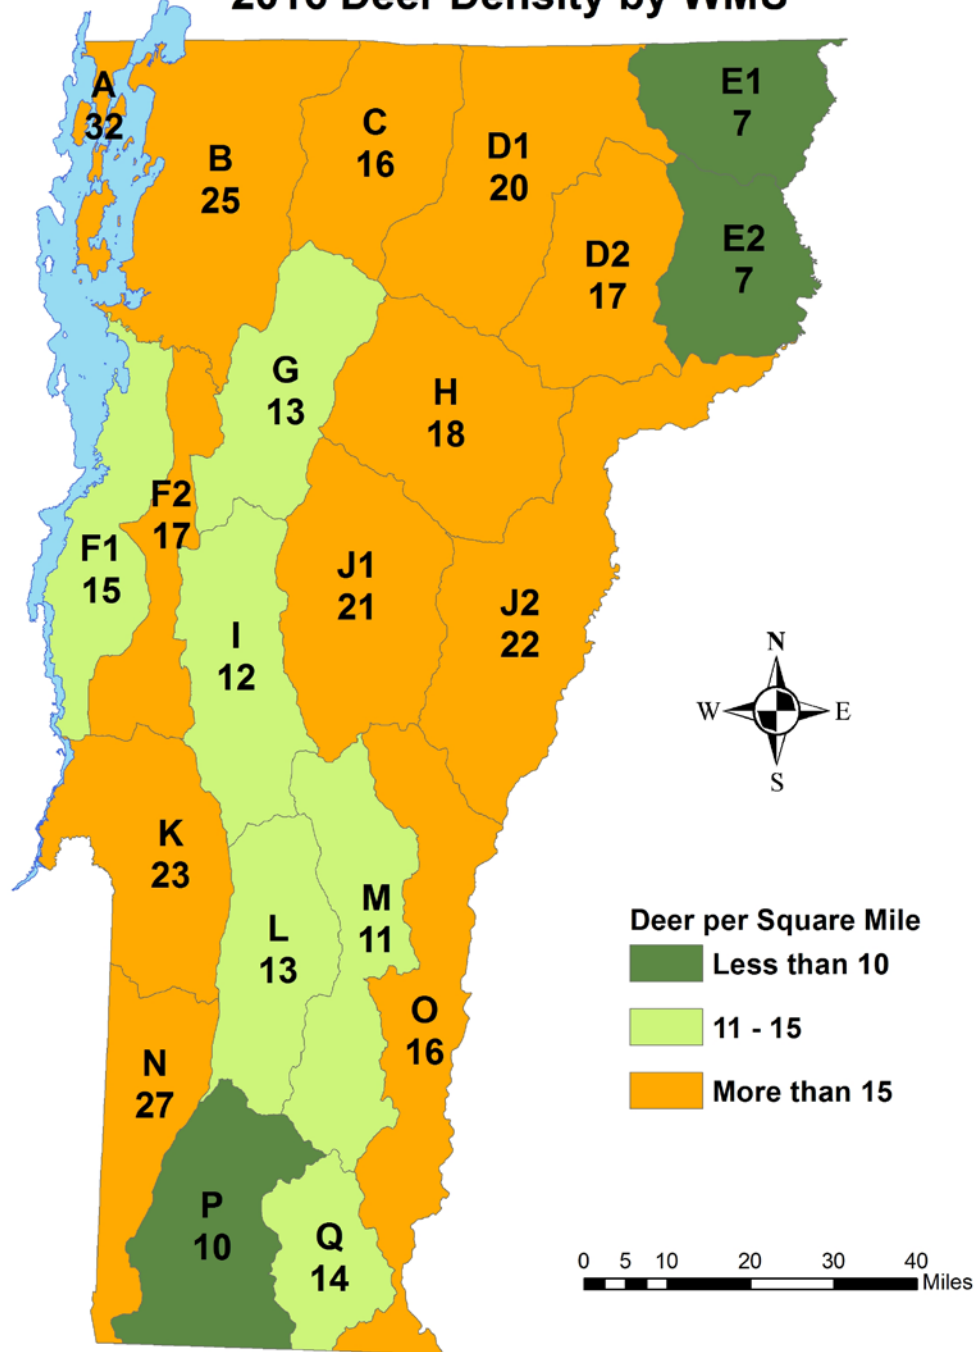 Deer Density by WMU
A
32
B
25
C
16
D1
20
D2
17
E1
7
E2
7
G
13
H
18
F2
17
F1
15
I
12
J1
21
J2
22
N
W E
S
K
23
L
13
M
11
O
16
N
27
P
10
Q
14
Deer per Square Mile
Less than 10
11 - 15
More than 15
0 5 10 20 30 40
Miles